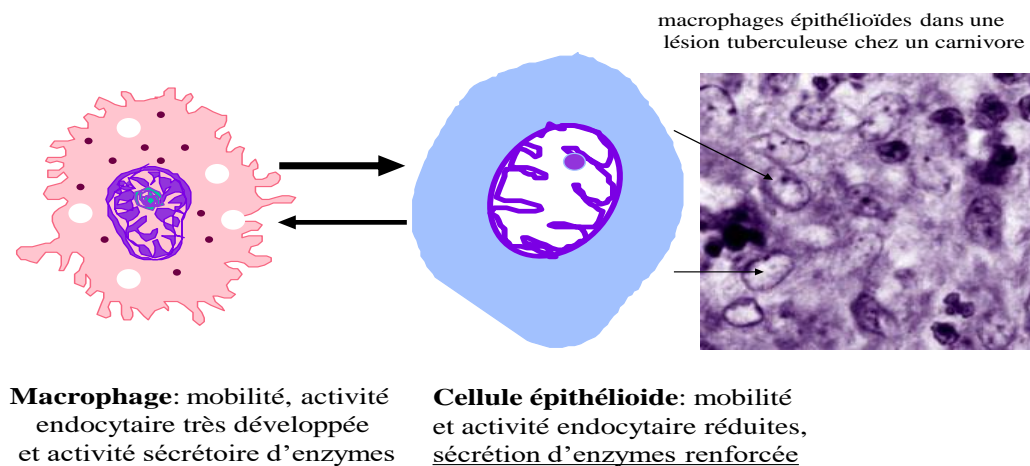 macrophages épithélioïdes dans une
lésion tuberculeuse chez un carnivore
Macrophage: mobilité, activité
endocytaire très développée
et activité sécrétoire d’enzymes
Cellule épithélioide: mobilité
et activité endocytaire réduites,
sécrétion d’enzymes renforcée